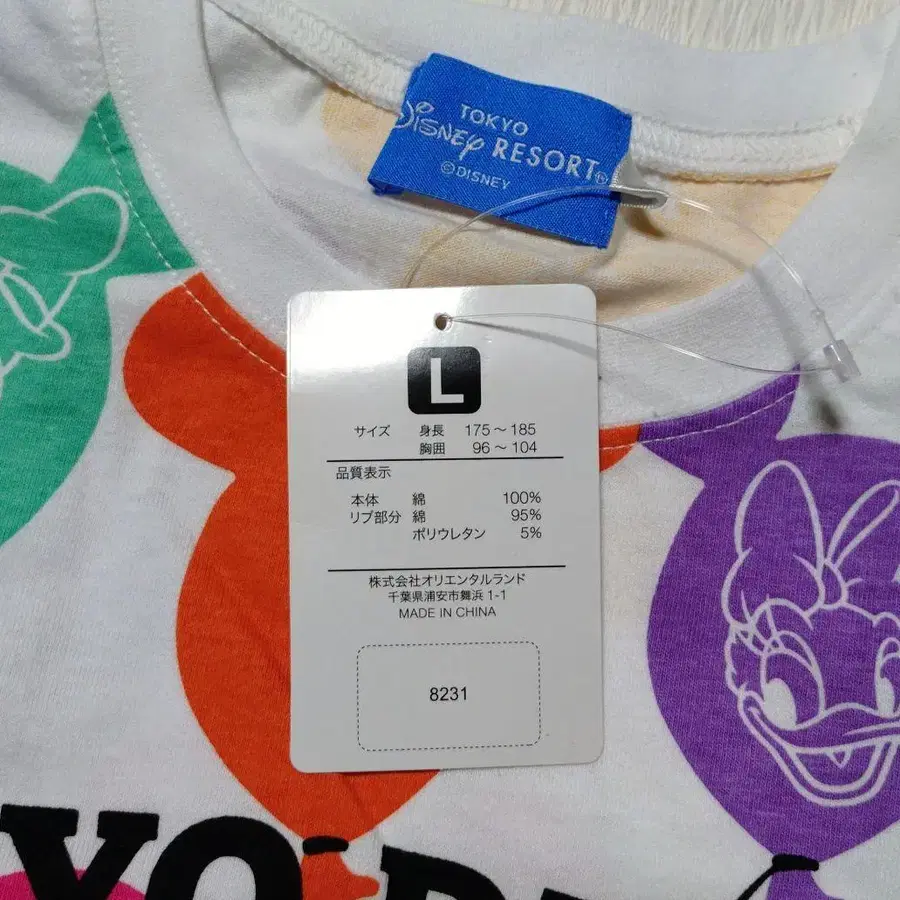 TOKYO
Disney RESORT®
©DISNEY
L
サイズ 身長 175～185
胸囲 96～104
品質表示
本体 綿 100%
リブ部分 綿 95%
ポリウレタン 5%
株式会社オリエンタルランド
千葉県浦安市舞浜 1-1
MADE IN CHINA
8231